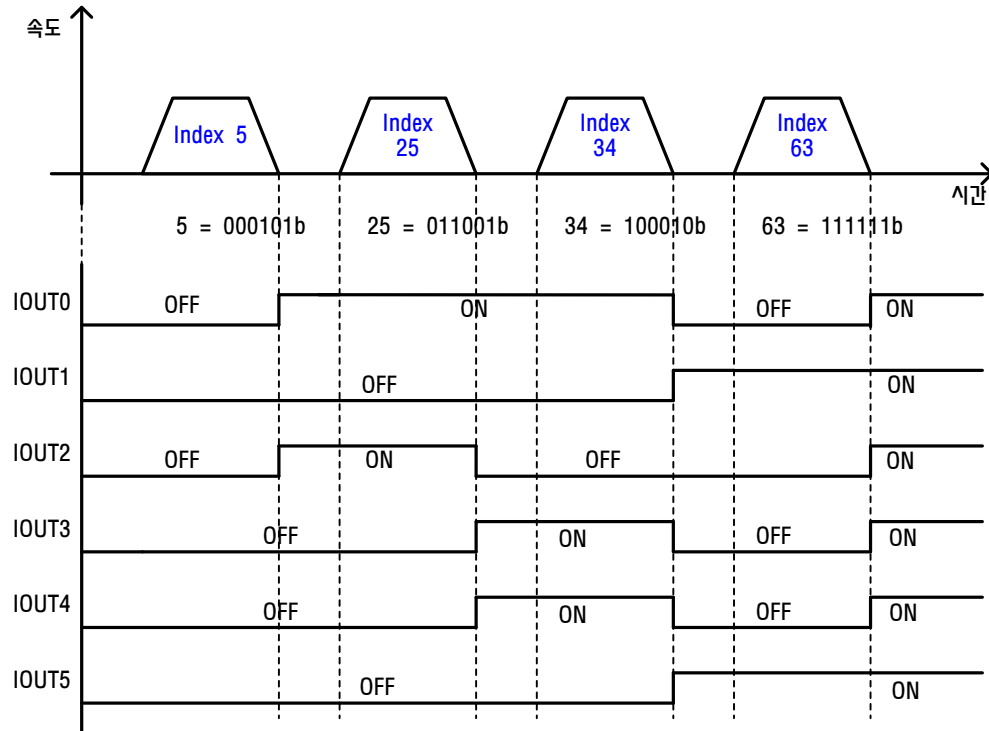 속도
Index 5
Index
25
Index
34
Index
63
시간
5 = 000101b
25 = 011001b
34 = 100010b
63 = 111111b
IOUT0
OFF
ON
OFF
ON
IOUT1
OFF
ON
IOUT2
OFF
ON
OFF
ON
IOUT3
OFF
ON
OFF
ON
IOUT4
OFF
ON
OFF
ON
IOUT5
OFF
ON